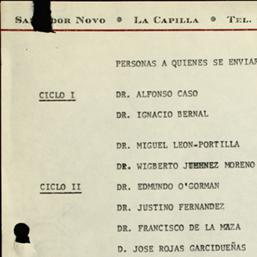 SALVADOR NOVO • LA CAPILLA • TEL.
PERSONAS A QUIENES SE ENVIAR
CICLO I DR. ALFONSO CASO
DR. IGNACIO BERNAL
DR. MIGUEL LEON-PORTILLA
DR. WIGBERTO MORENO
CICLO II DR. EDMUNDO O'GORMAN
DR. JUSTINO FERNANDEZ
DR. FRANCISCO DE LA MAZA
D. JOSE ROJAS GARCIDUEÑAS